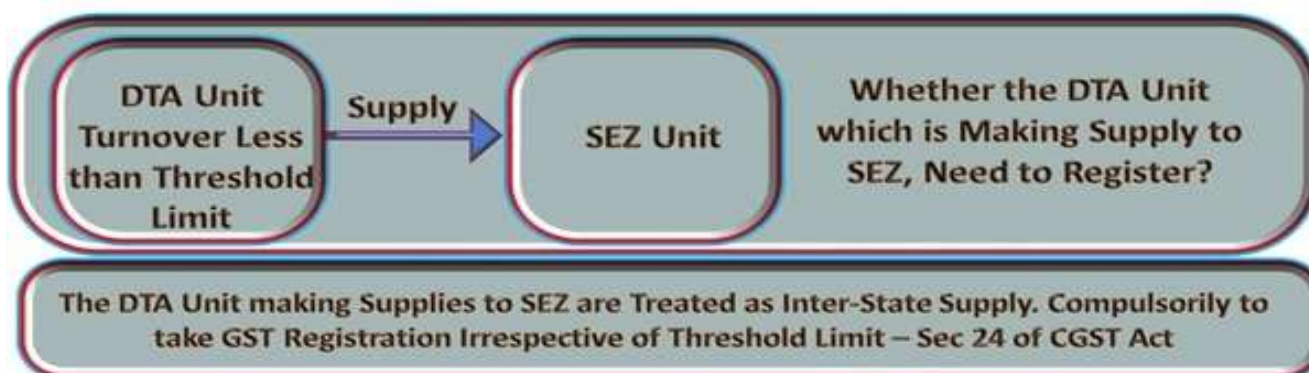 DTA Unit
Turnover Less
than Threshold
Limit
Supply
SEZ Unit
Whether the DTA Unit
which is Making Supply to
SEZ, Need to Register?
The DTA Unit making Supplies to SEZ are Treated as Inter-State Supply. Compulsorily to
take GST Registration Irrespective of Threshold Limit – Sec 24 of CGST Act